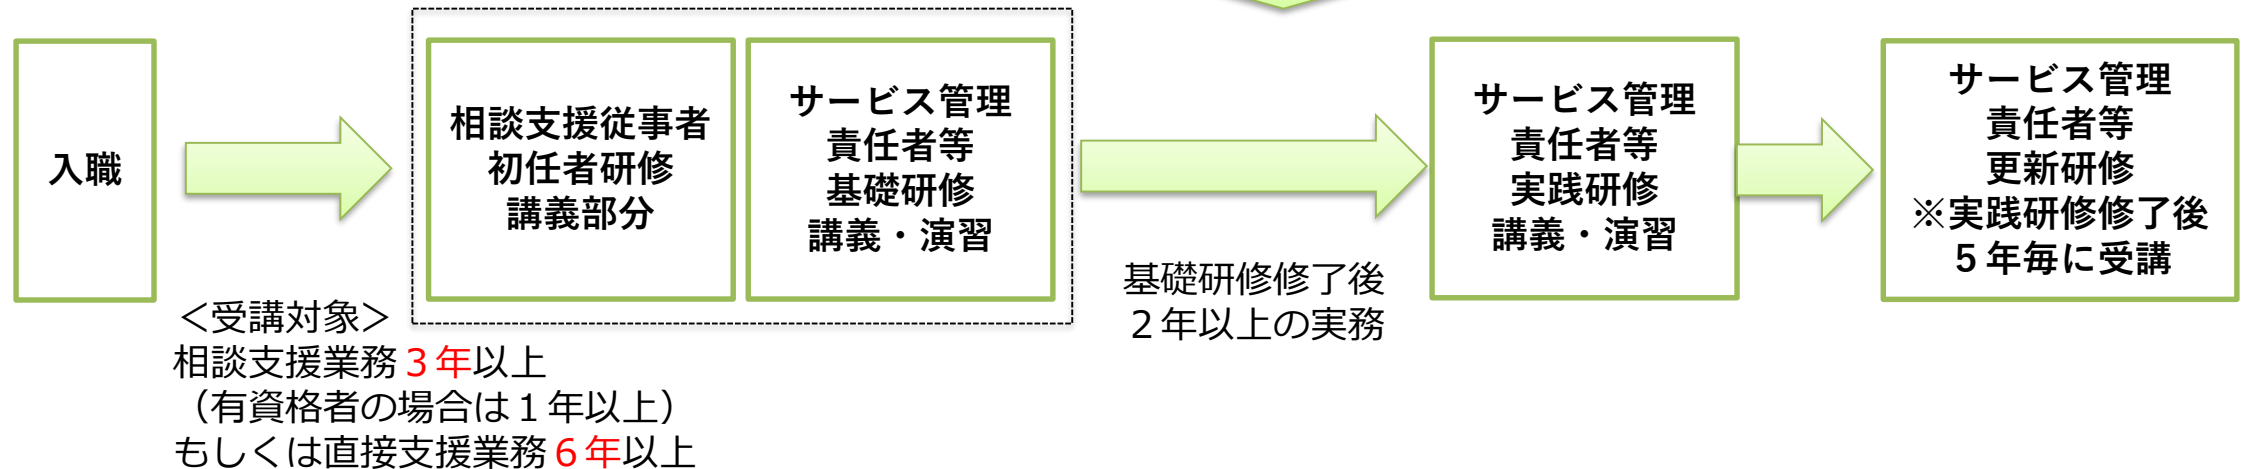 入職
相談支援従事者
初任者研修
講義部分
サービス管理
責任者等
基礎研修
講義・演習
サービス管理
責任者等
実践研修
講義・演習
サービス管理
責任者等
更新研修
※実践研修修了後
５年毎に受講
＜受講対象＞
相談支援業務３年以上
（有資格者の場合は１年以上）
もしくは直接支援業務６年以上
基礎研修修了後
２年以上の実務